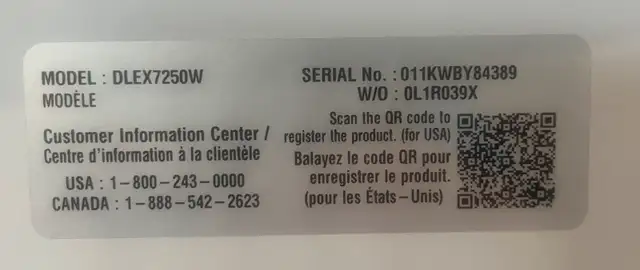 MODEL : DLEX7250W
MODÈLE
Customer Information Center /
Centre d'information à la clientèle
USA : 1-800-243-0000
CANADA : 1-888-542-2623
SERIAL No. : 011KWBY84389
W/O : 0L1R039X
Scan the QR code to
register the product. (for USA)
Balayez le code QR pour
enregistrer le produit.
(pour les États-Unis)